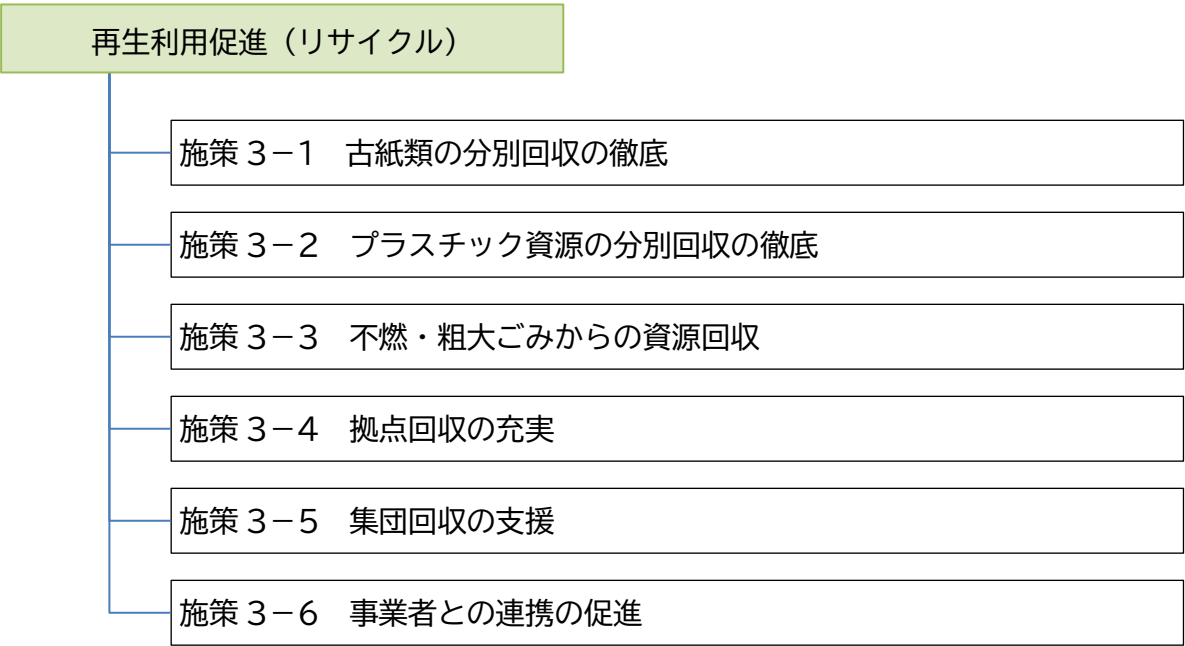 再生利用促進（リサイクル）
施策３－１　古紙類の分別回収の徹底
施策３－２　プラスチック資源の分別回収の徹底
施策３－３　不燃・粗大ごみからの資源回収
施策３－４　拠点回収の充実
施策３－５　集団回収の支援
施策３－６　事業者との連携の促進